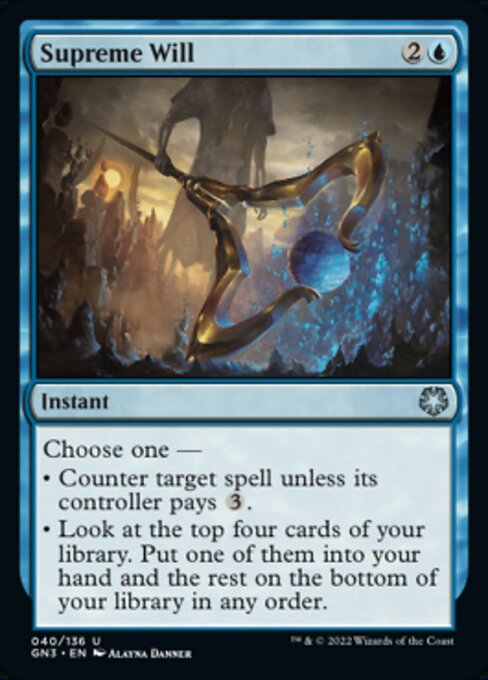 Supreme Will 2
Instant
Choose one —
• Counter target spell unless its
controller pays 3.
• Look at the top four cards of your
library. Put one of them into your
hand and the rest on the bottom of
your library in any order.
040/136 U
GN3 • EN Alayna Danner
™ & © 2022 Wizards of the Coast